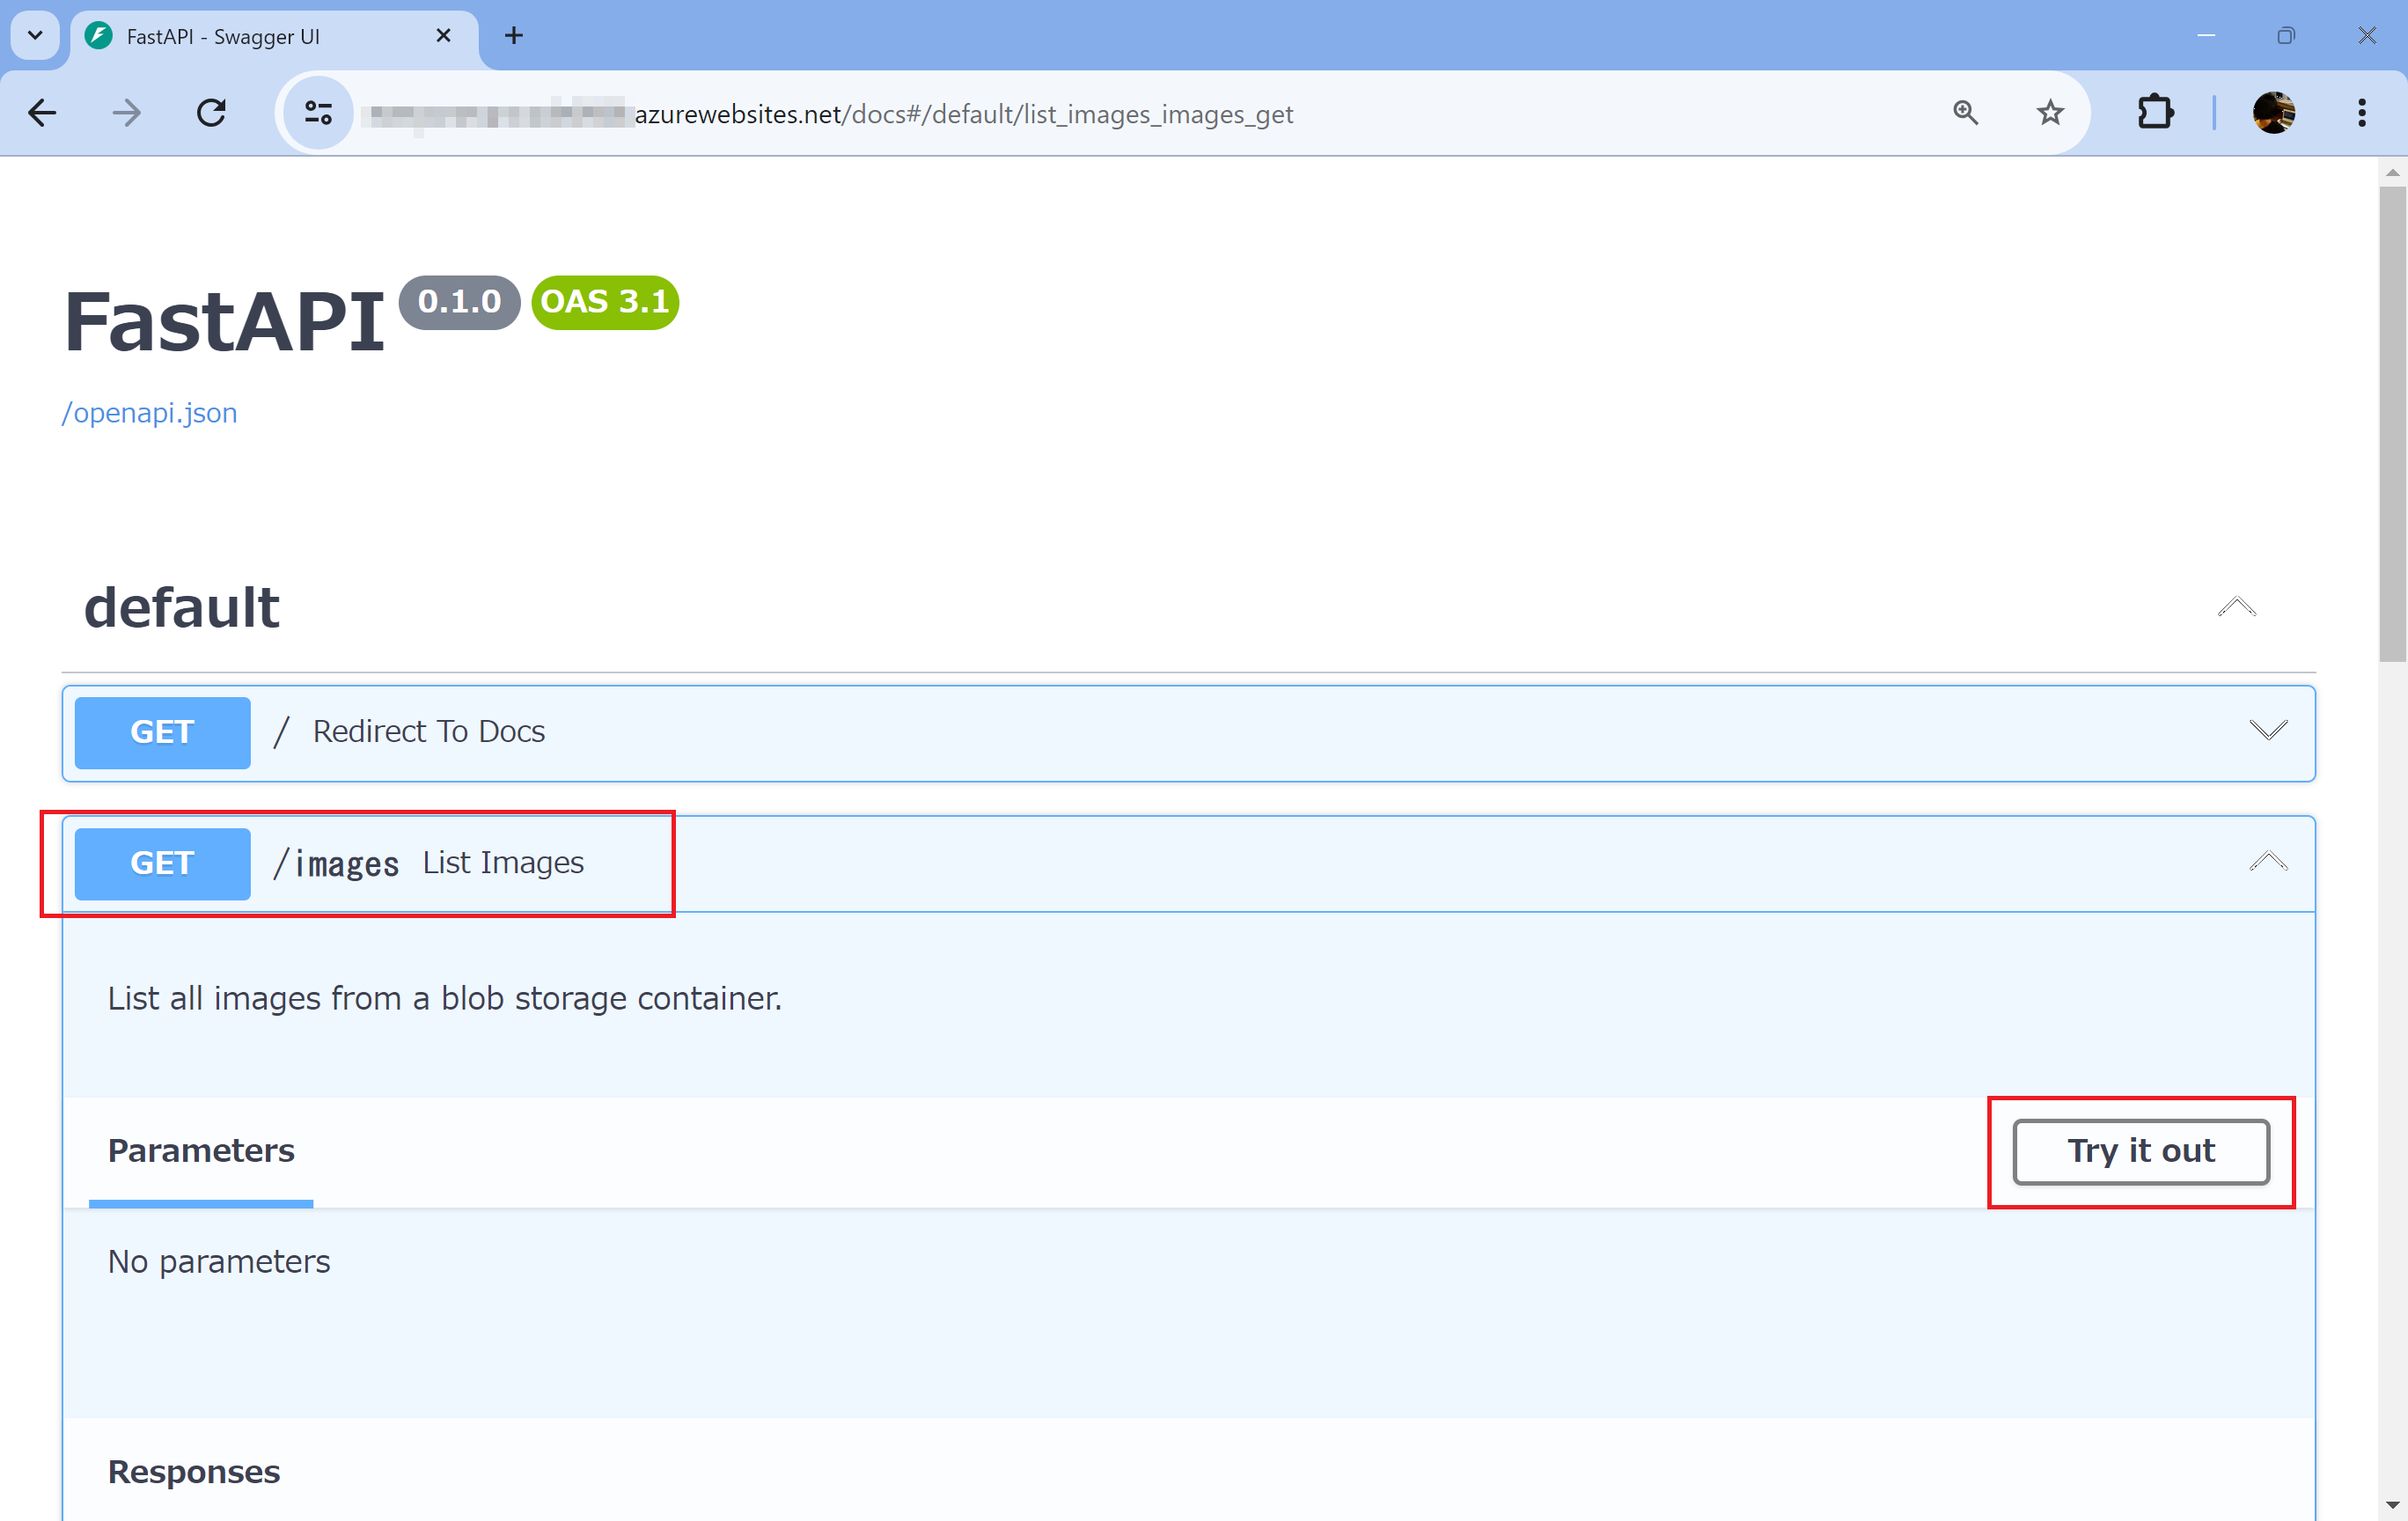 FastAPI - Swagger UI
azurewebsites.net/docs#/default/list_images_images_get
FastAPI 0.1.0 OAS 3.1
/openapi.json
default
GET / Redirect To Docs
GET /images List Images
List all images from a blob storage container.
Parameters Try it out
No parameters
Responses